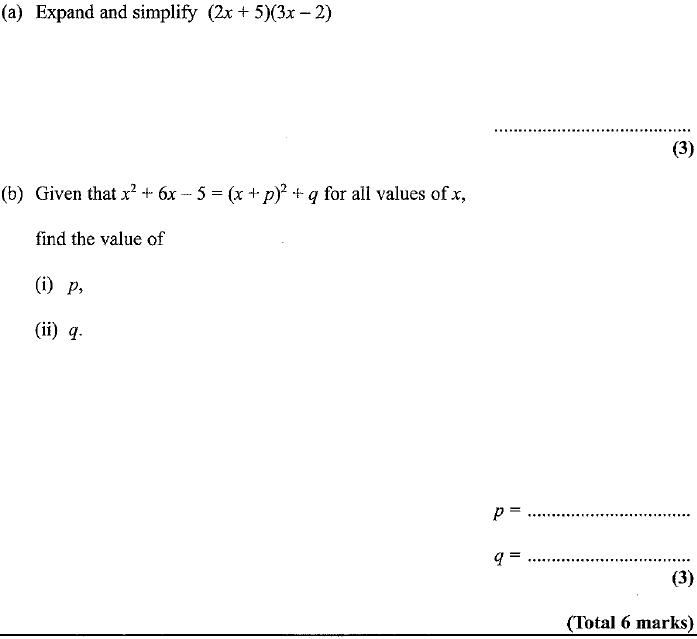 (a) Expand and simplify (2x + 5)(3x – 2)
.......................................... (3)
(b) Given that x² + 6x – 5 = (x + p)² + q for all values of x,
find the value of
(i) p,
(ii) q.
p = ..................................
q = ..................................
(3)
(Total 6 marks)